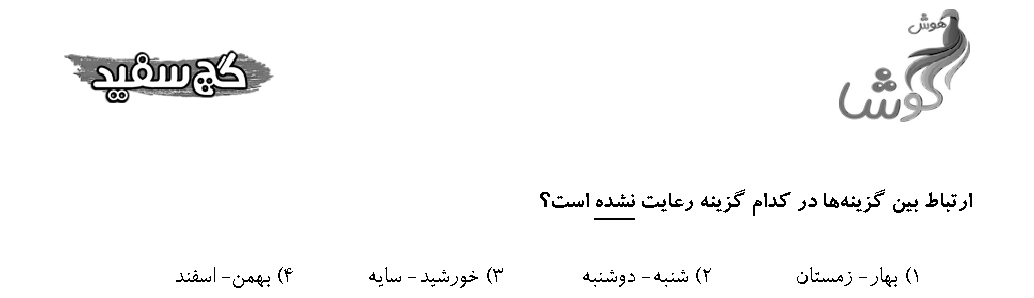 هوش
گوشا
گچ سفید
ارتباط بین گزینه‌ها در کدام گزینه رعایت نشده است؟
۱) بهار- زمستان ۲) شنبه- دوشنبه ۳) خورشید- سایه ۴) بهمن- اسفند